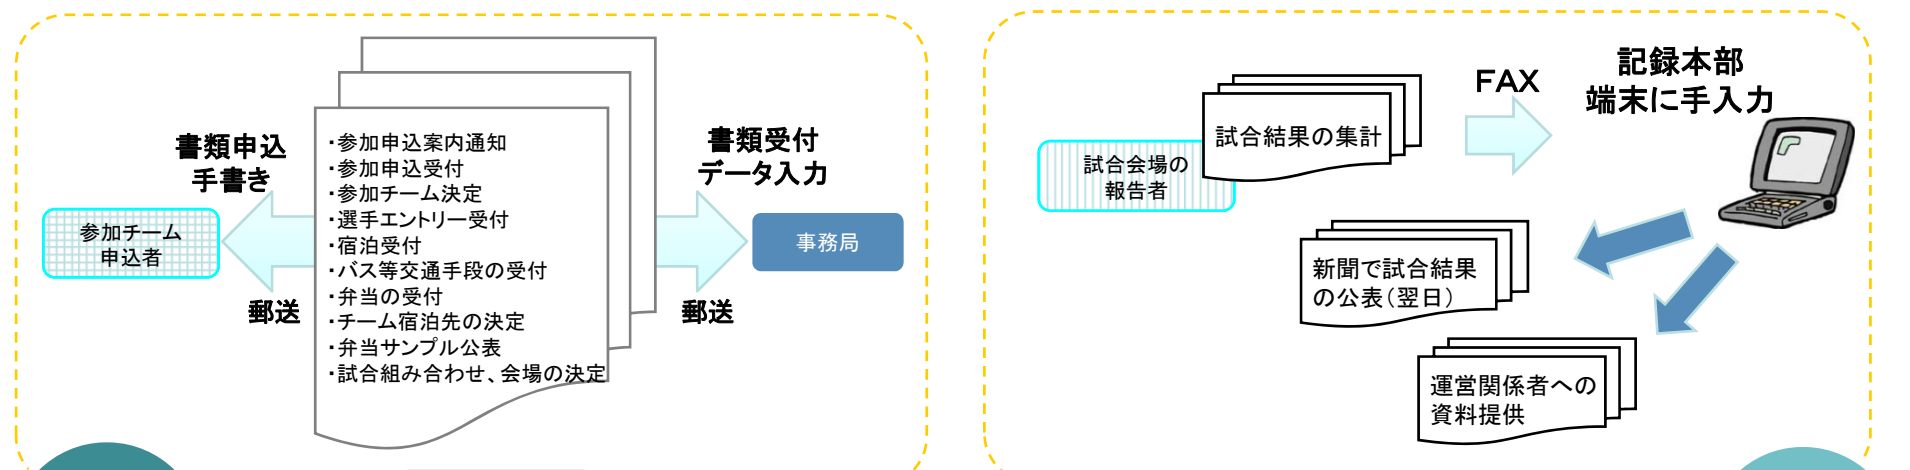 書類申込
手書き
参加チーム
申込者
郵送
・参加申込案内通知
・参加申込受付
・参加チーム決定
・選手エントリー受付
・宿泊受付
・バス等交通手段の受付
・弁当の受付
・チーム宿泊先の決定
・弁当サンプル公表
・試合組み合わせ、会場の決定
書類受付
データ入力
事務局
郵送
試合会場の
報告者
試合結果の集計
FAX
記録本部
端末に手入力
新聞で試合結果
の公表(翌日)
運営関係者への
資料提供